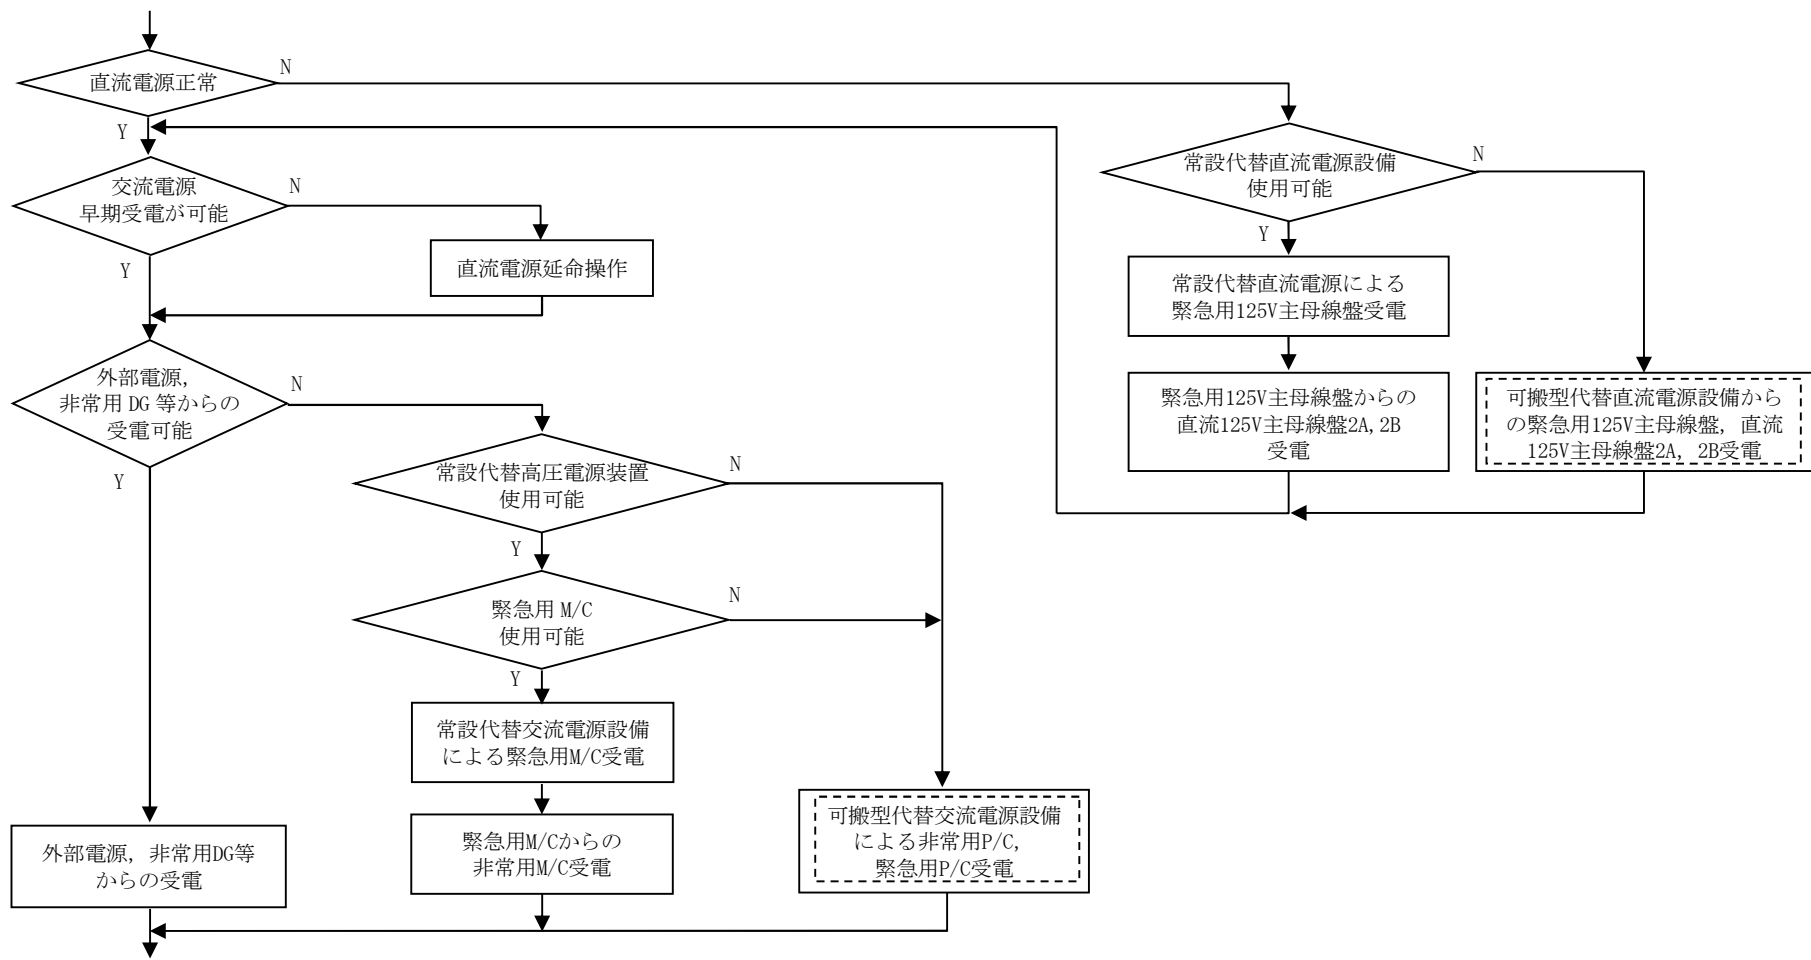 直流電源正常
N
Y
交流電源
早期受電が可能
N
Y
直流電源延命操作
外部電源，
非常用 DG 等からの
受電可能
N
Y
常設代替高圧電源装置
使用可能
N
Y
緊急用 M/C
使用可能
N
Y
常設代替交流電源設備
による緊急用M/C受電
緊急用M/Cからの
非常用M/C受電
可搬型代替交流電源設備
による非常用P/C，
緊急用P/C受電
外部電源，非常用DG等
からの受電
常設代替直流電源設備
使用可能
N
Y
常設代替直流電源による
緊急用125V主母線盤受電
緊急用125V主母線盤からの
直流125V主母線盤2A,2B
受電
可搬型代替直流電源設備から
の緊急用125V主母線盤，直流
125V主母線盤2A，2B受電